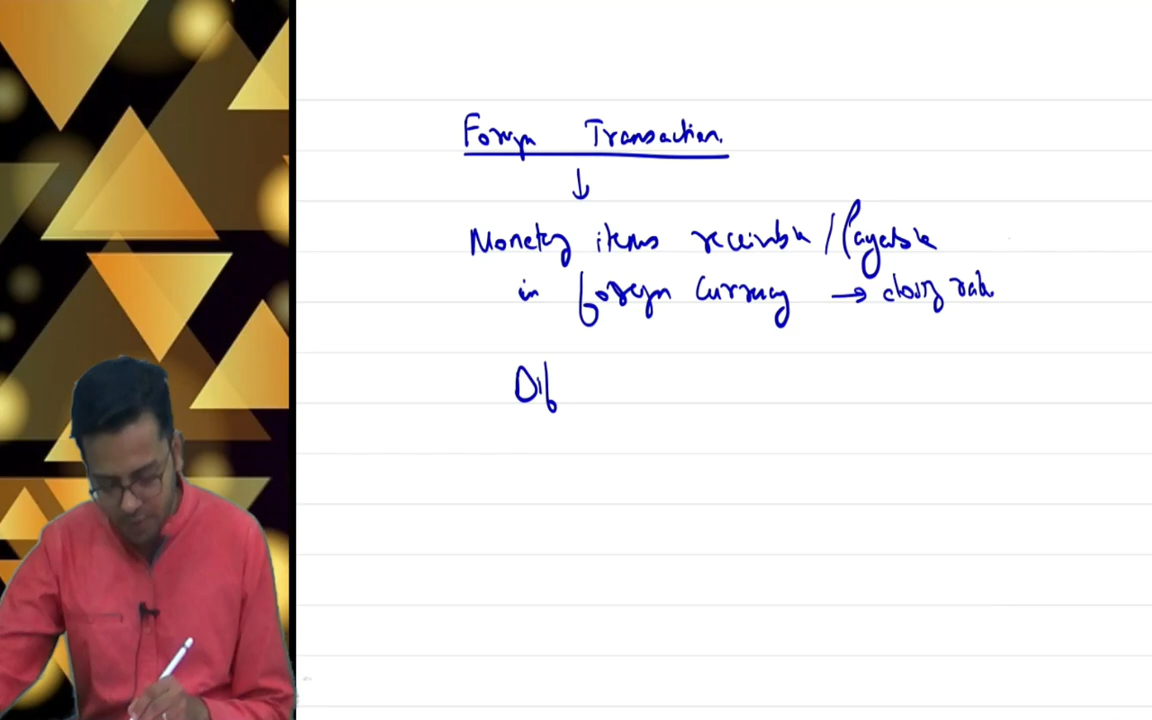 Foreign Transaction.
↓
Monetary items receivable / Payable
in foreign Currency → closing rate
Dif